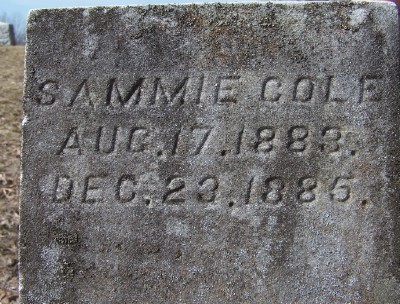 SAMMIE COLE
AUG. 17. 1883.
DEC. 23. 1885.